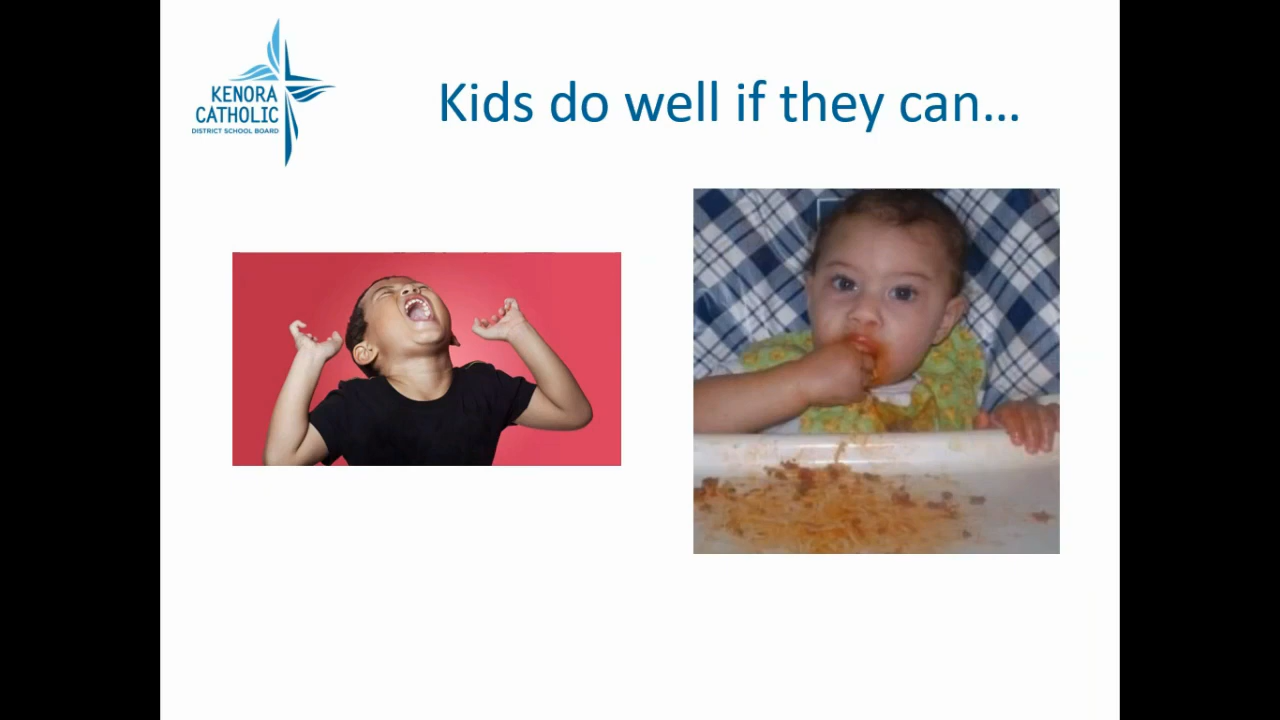 KENORA
CATHOLIC
DISTRICT SCHOOL BOARD
Kids do well if they can...